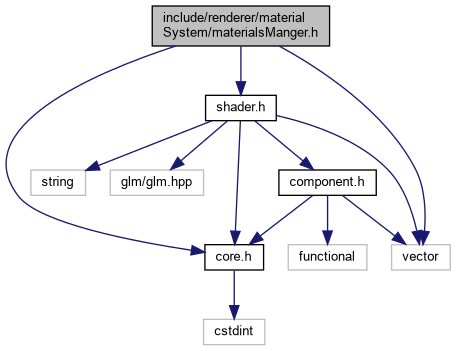 include/renderer/material
System/materialsManger.h
shader.h
string
glm/glm.hpp
component.h
core.h
functional
vector
cstdint